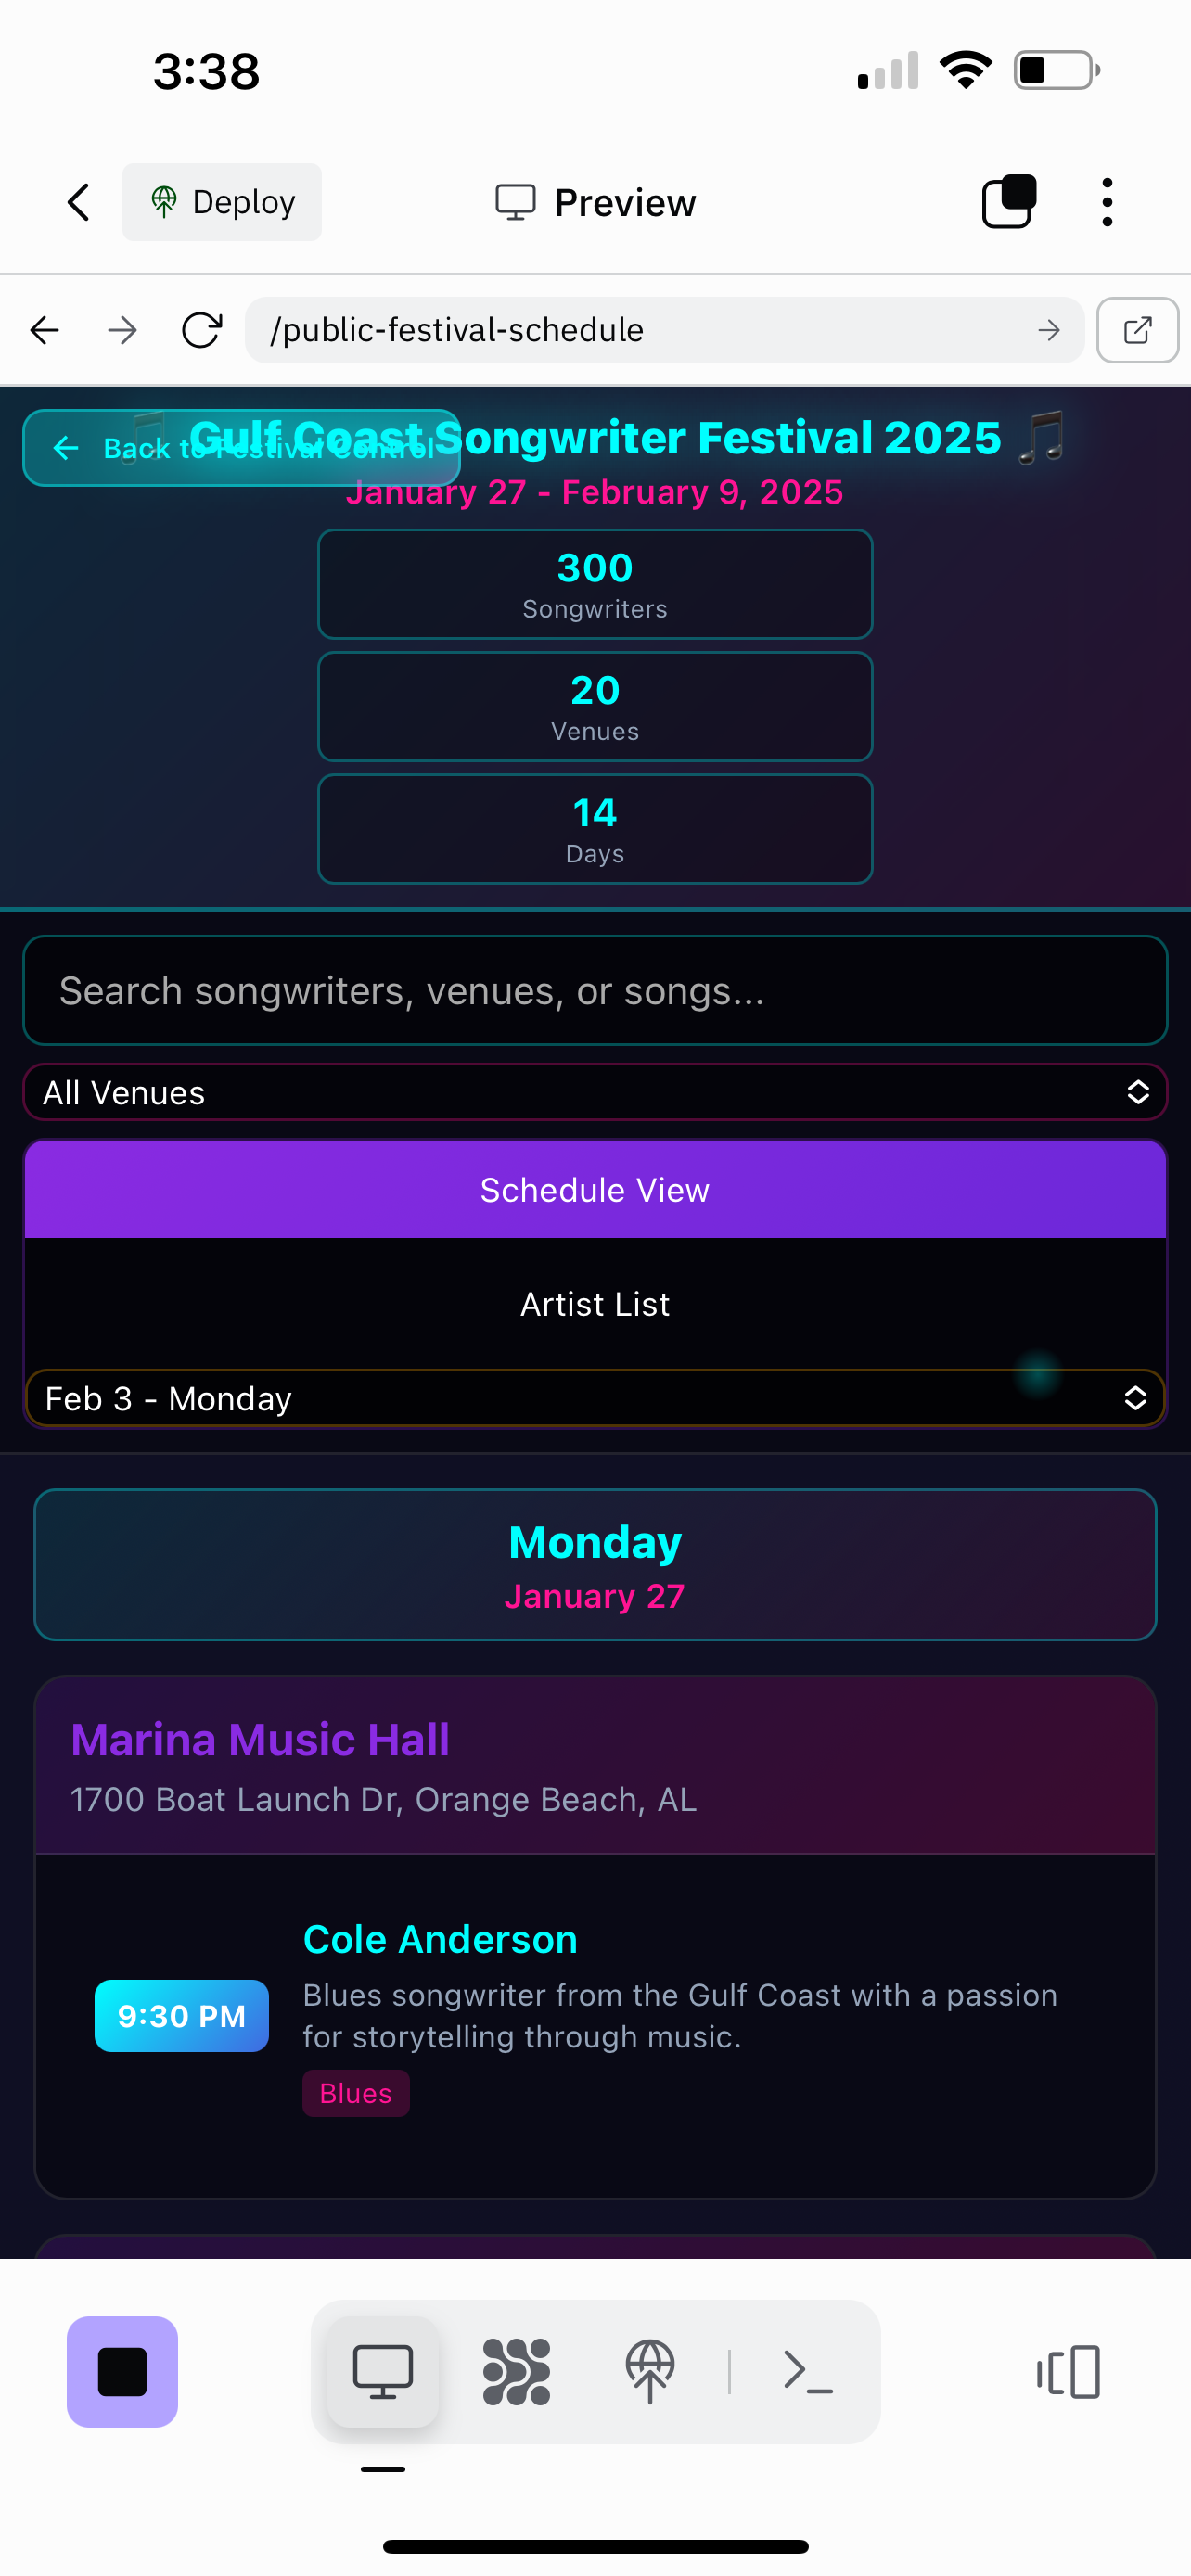 3:38
Deploy
Preview
/public-festival-schedule
Gulf Coast Songwriter Festival 2025
Back to Festival Control
January 27 - February 9, 2025
300
Songwriters
20
Venues
14
Days
Search songwriters, venues, or songs...
All Venues
Schedule View
Artist List
Feb 3 - Monday
Monday
January 27
Marina Music Hall
1700 Boat Launch Dr, Orange Beach, AL
Cole Anderson
9:30 PM
Blues songwriter from the Gulf Coast with a passion
for storytelling through music.
Blues